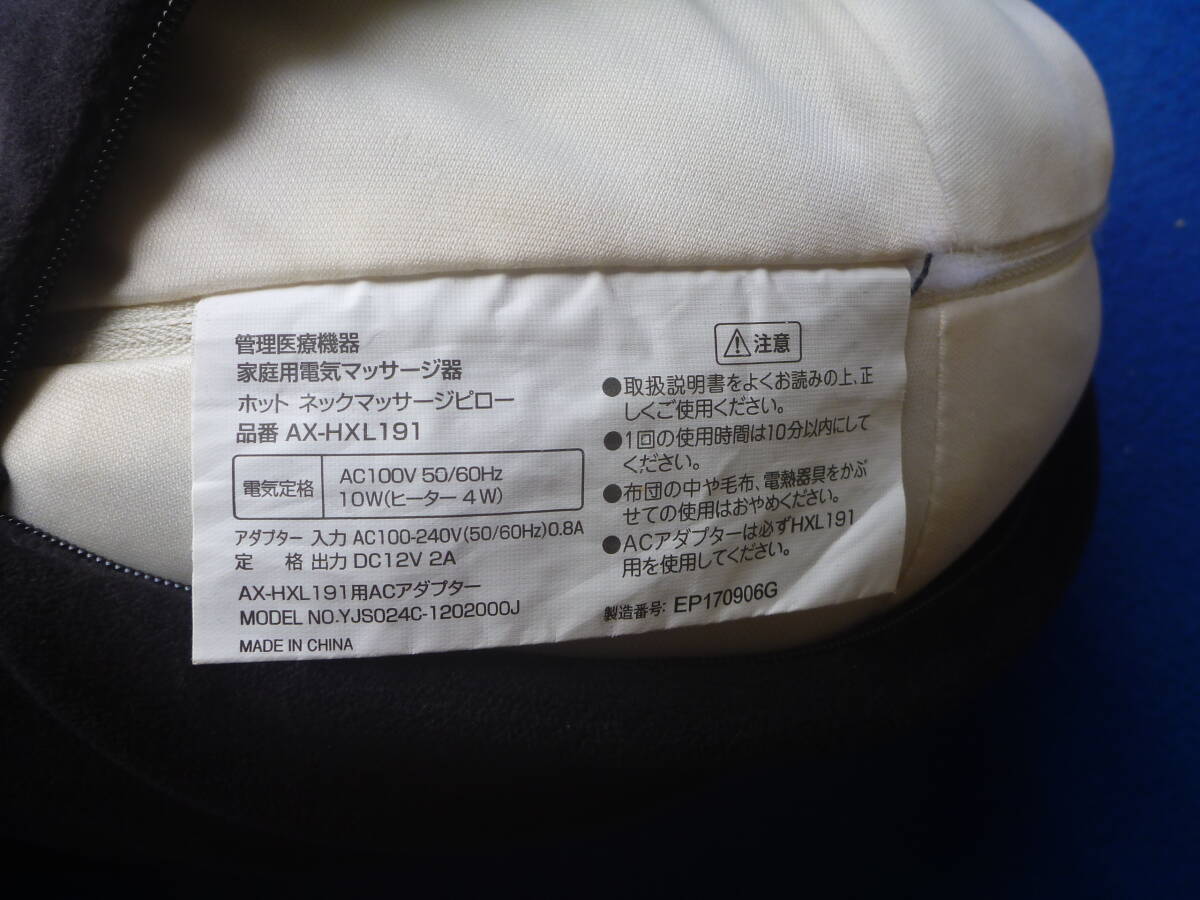 管理医療機器
家庭用電気マッサージ器
ホット ネックマッサージピロー
品番 AX-HXL191
電気定格
AC100V 50/60Hz
10W(ヒーター 4W)
アダプター 入力 AC100-240V(50/60Hz)0.8A
定 格 出力 DC12V 2A
AX-HXL191用ACアダプター
MODEL NO.YJS024C-1202000J
MADE IN CHINA
⚠注意
●取扱説明書をよくお読みの上、正
しくご使用ください。
●1回の使用時間は10分以内にして
ください。
●布団の中や毛布、電熱器具をかぶ
せての使用はおやめください。
●ACアダプターは必ずHXL191
用を使用してください。
製造番号: EP170906G